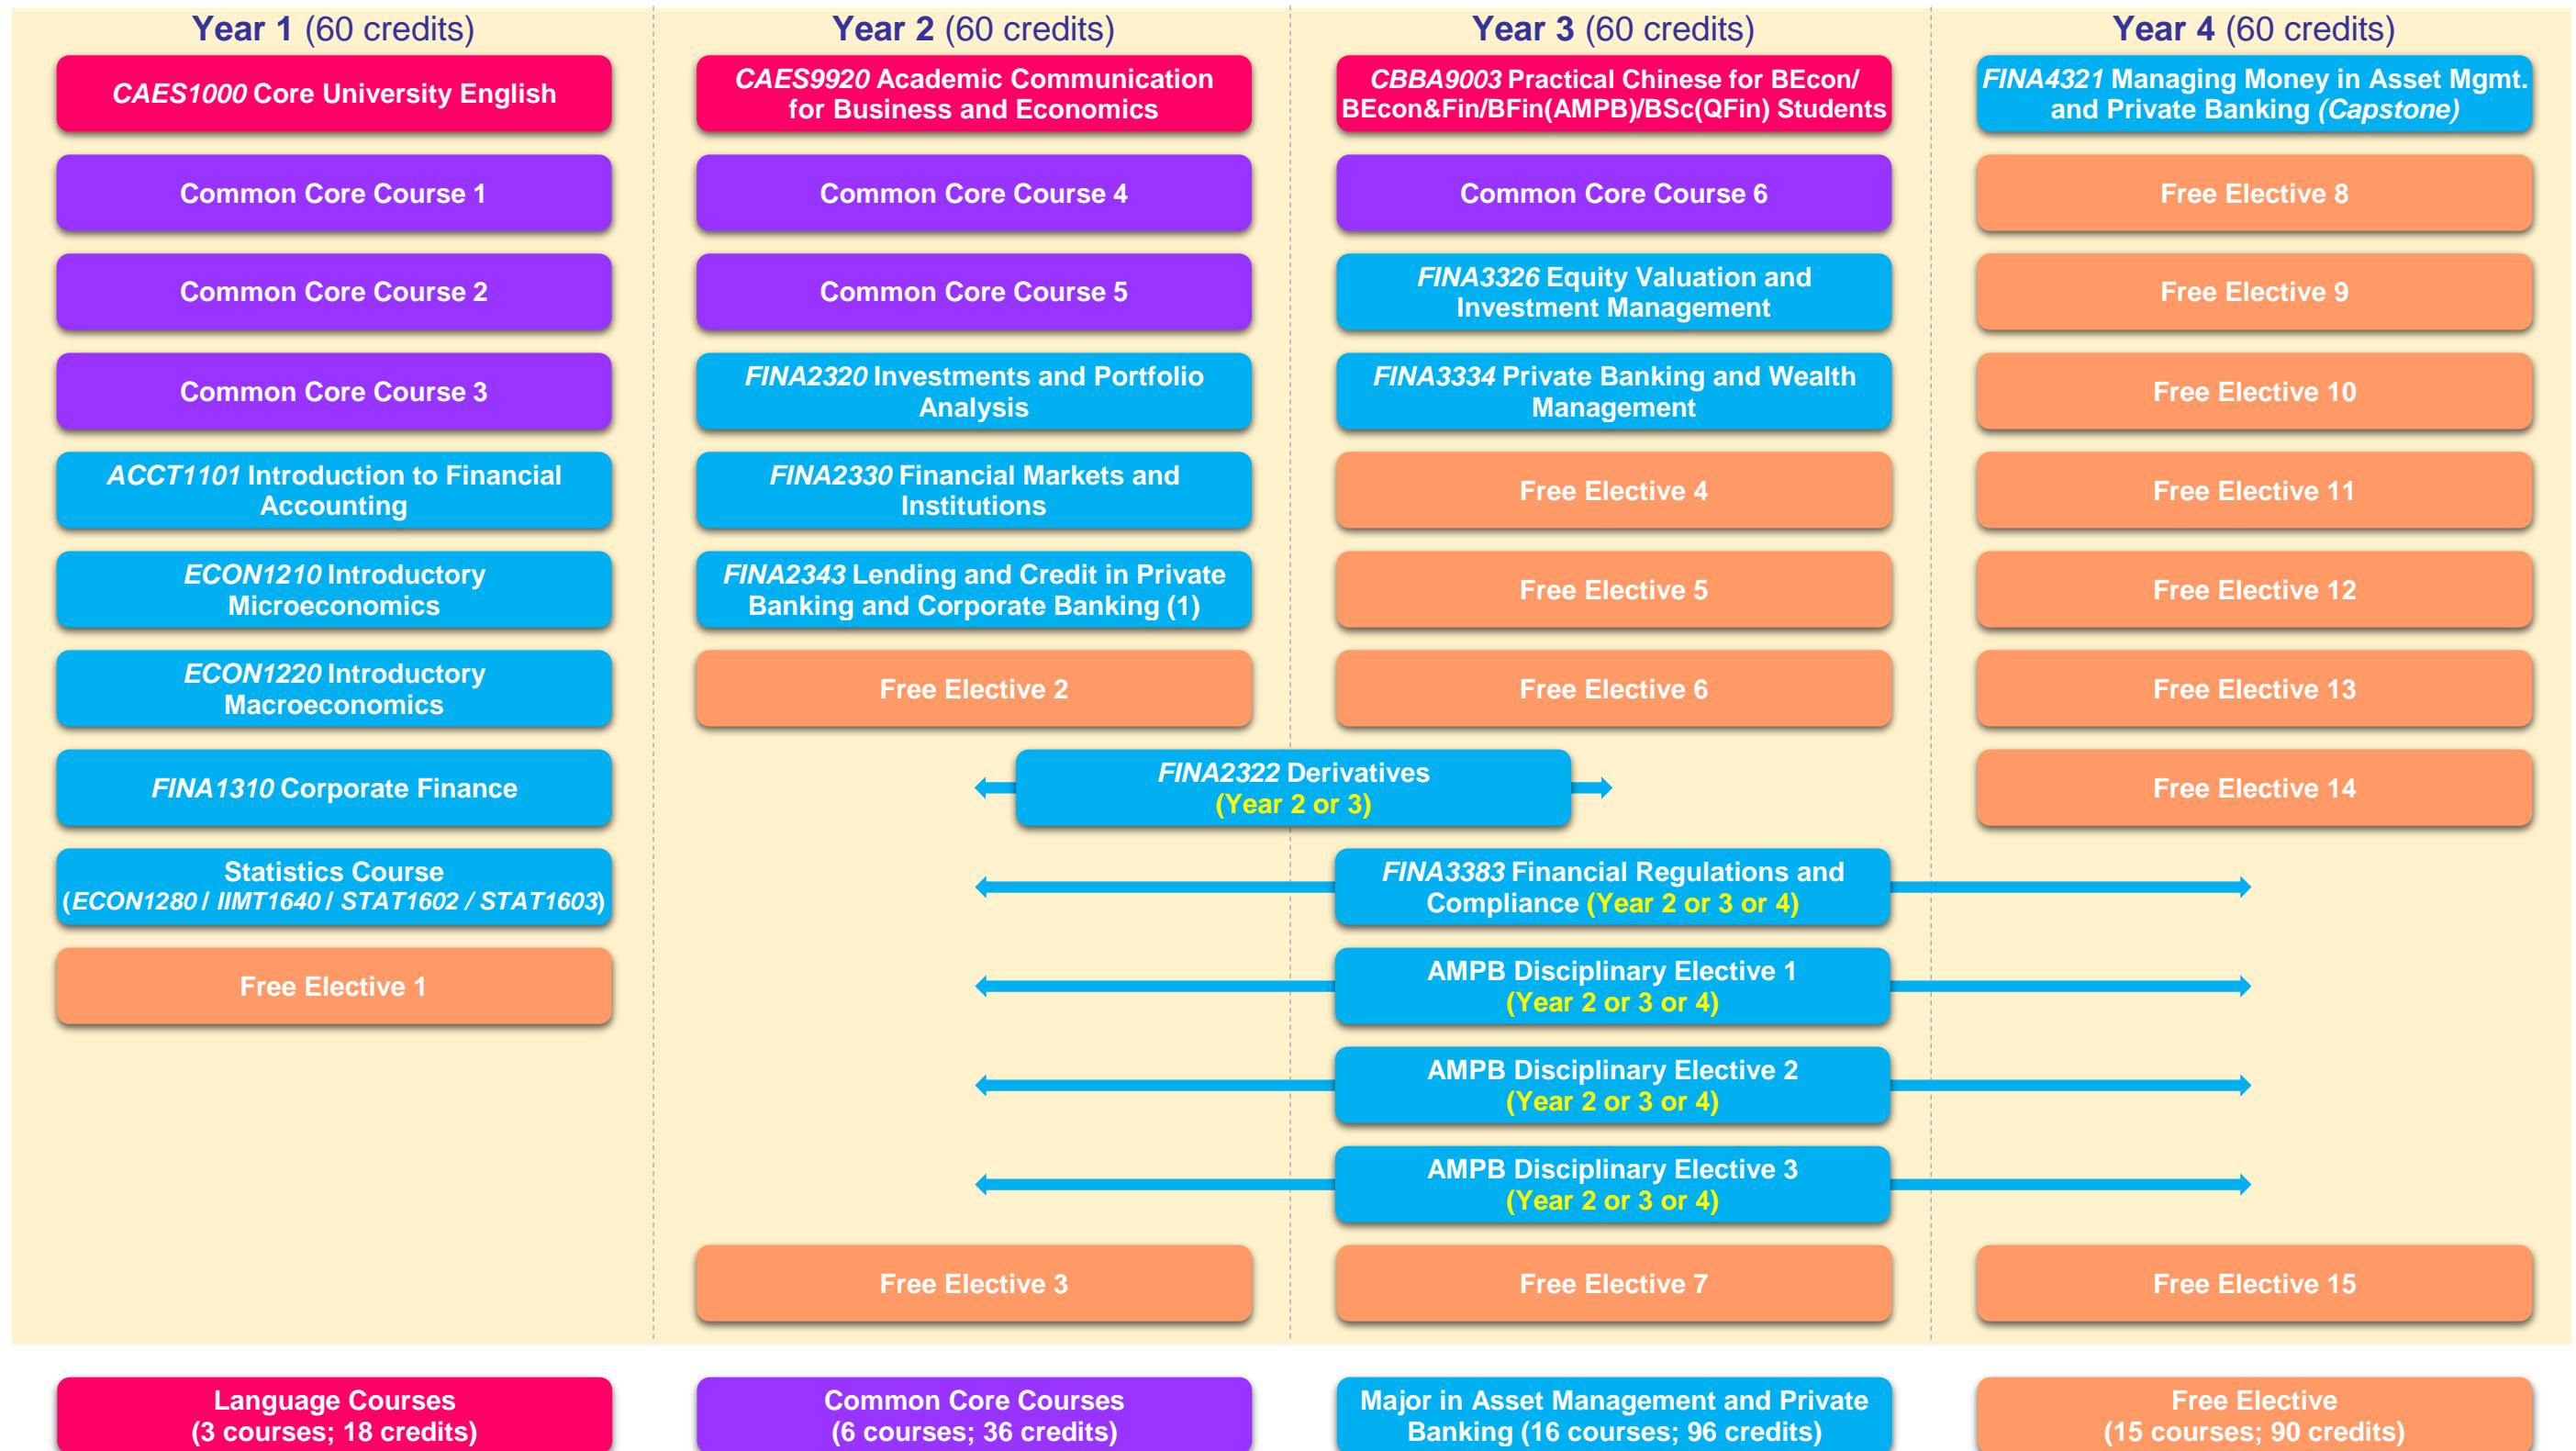 Year 1 (60 credits)
CAES1000 Core University English
Common Core Course 1
Common Core Course 2
Common Core Course 3
ACCT1101 Introduction to Financial
Accounting
ECON1210 Introductory
Microeconomics
ECON1220 Introductory
Macroeconomics
FINA1310 Corporate Finance
Statistics Course
(ECON1280 / IIMT1640 / STAT1602 / STAT1603)
Free Elective 1
Year 2 (60 credits)
CAES9920 Academic Communication
for Business and Economics
Common Core Course 4
Common Core Course 5
FINA2320 Investments and Portfolio
Analysis
FINA2330 Financial Markets and
Institutions
FINA2343 Lending and Credit in Private
Banking and Corporate Banking (1)
Free Elective 2
Year 3 (60 credits)
CBBA9003 Practical Chinese for BEcon/
BEcon&Fin/BFin(AMPB)/BSc(QFin) Students
Common Core Course 6
FINA3326 Equity Valuation and
Investment Management
FINA3334 Private Banking and Wealth
Management
Free Elective 4
Free Elective 5
Free Elective 6
Year 4 (60 credits)
FINA4321 Managing Money in Asset Mgmt.
and Private Banking (Capstone)
Free Elective 8
Free Elective 9
Free Elective 10
Free Elective 11
Free Elective 12
Free Elective 13
Free Elective 14
FINA2322 Derivatives
(Year 2 or 3)
FINA3383 Financial Regulations and
Compliance (Year 2 or 3 or 4)
AMPB Disciplinary Elective 1
(Year 2 or 3 or 4)
AMPB Disciplinary Elective 2
(Year 2 or 3 or 4)
AMPB Disciplinary Elective 3
(Year 2 or 3 or 4)
Free Elective 3
Free Elective 7
Free Elective 15
Language Courses
(3 courses; 18 credits)
Common Core Courses
(6 courses; 36 credits)
Major in Asset Management and Private
Banking (16 courses; 96 credits)
Free Elective
(15 courses; 90 credits)